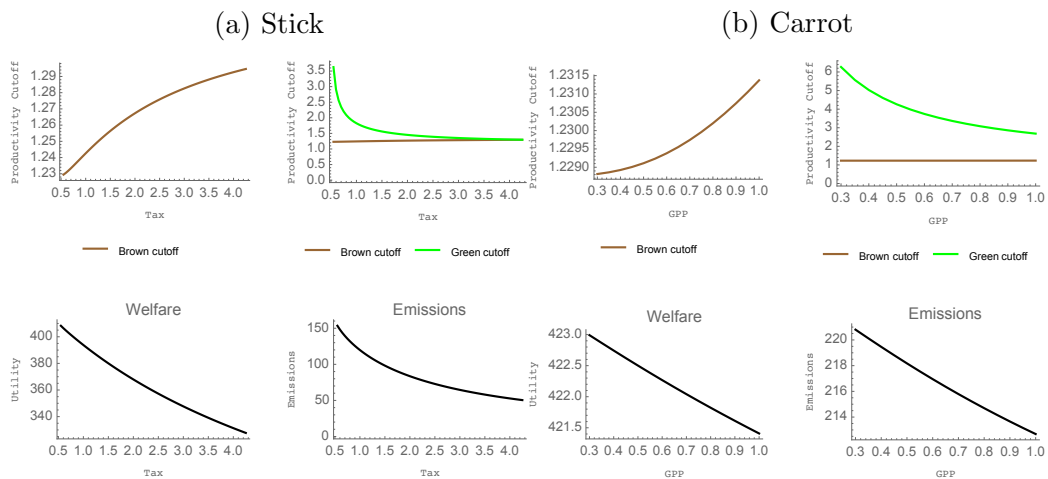 (a) Stick
(b) Carrot
Productivity Cutoff
1.29
1.28
1.27
1.26
1.25
1.24
1.23
0.5 1.0 1.5 2.0 2.5 3.0 3.5 4.0
Tax
Brown cutoff
Productivity Cutoff
3.5
3.0
2.5
2.0
1.5
1.0
0.5
0.0
0.5 1.0 1.5 2.0 2.5 3.0 3.5 4.0
Tax
Brown cutoff Green cutoff
Productivity Cutoff
1.2315
1.2310
1.2305
1.2300
1.2295
1.2290
0.3 0.4 0.5 0.6 0.7 0.8 0.9 1.0
GPP
Brown cutoff
Productivity Cutoff
6
5
4
3
2
1
0
0.3 0.4 0.5 0.6 0.7 0.8 0.9 1.0
GPP
Brown cutoff Green cutoff
Welfare
Utility
400
380
360
340
0.5 1.0 1.5 2.0 2.5 3.0 3.5 4.0
Tax
Emissions
Emissions
150
100
50
0
0.5 1.0 1.5 2.0 2.5 3.0 3.5 4.0
Tax
Welfare
Utility
423.0
422.5
422.0
421.5
0.3 0.4 0.5 0.6 0.7 0.8 0.9 1.0
GPP
Emissions
Emissions
220
218
216
214
0.3 0.4 0.5 0.6 0.7 0.8 0.9 1.0
GPP